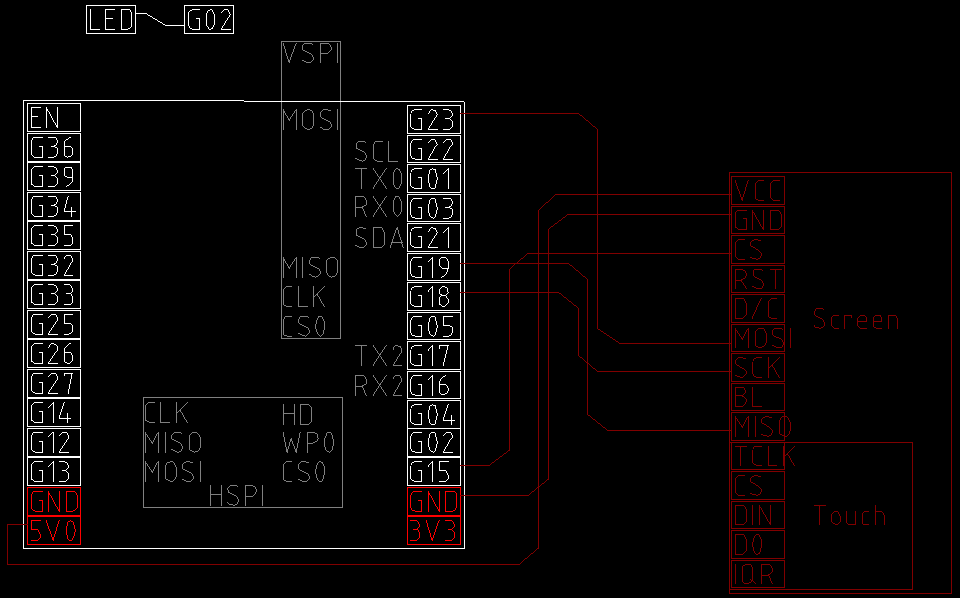 LED G02
VSPI
EN MOSI G23
G36 SCL G22
G39 TX0 G01
G34 RX0 G03
G35 SDA G21
G32 MISO G19
G33 CLK G18
G25 CS0 G05
G26 TX2 G17
G27 RX2 G16
G14 CLK HD G04
G12 MISO WP0 G02
G13 MOSI CS0 G15
HSPI
GND GND
5V0 3V3
VCC
GND
CS
RST
D/C
Screen
MOSI
SCK
BL
MISO
TCLK
CS
DIN
Touch
DO
IQR